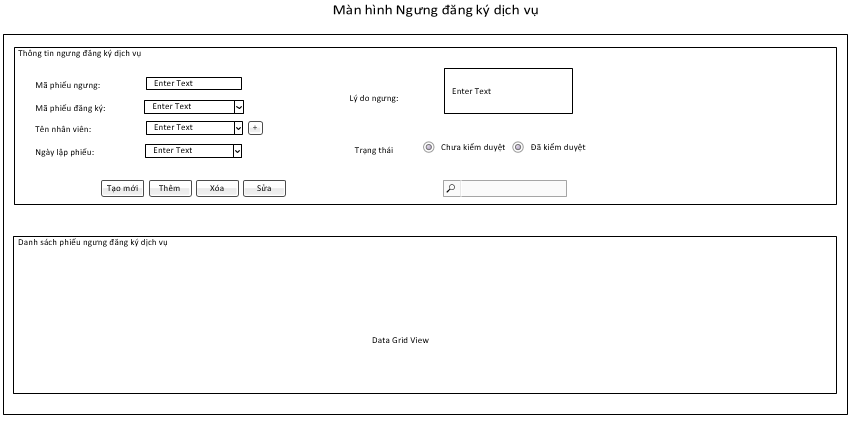 Màn hình Ngưng đăng ký dịch vụ
Thông tin ngưng đăng ký dịch vụ
Mã phiếu ngưng: Enter Text
Mã phiếu đăng ký: Enter Text
Tên nhân viên: Enter Text +
Ngày lập phiếu: Enter Text
Lý do ngưng: Enter Text
Trạng thái Chưa kiểm duyệt Đã kiểm duyệt
Tạo mới Thêm Xóa Sửa
Danh sách phiếu ngưng đăng ký dịch vụ
Data Grid View